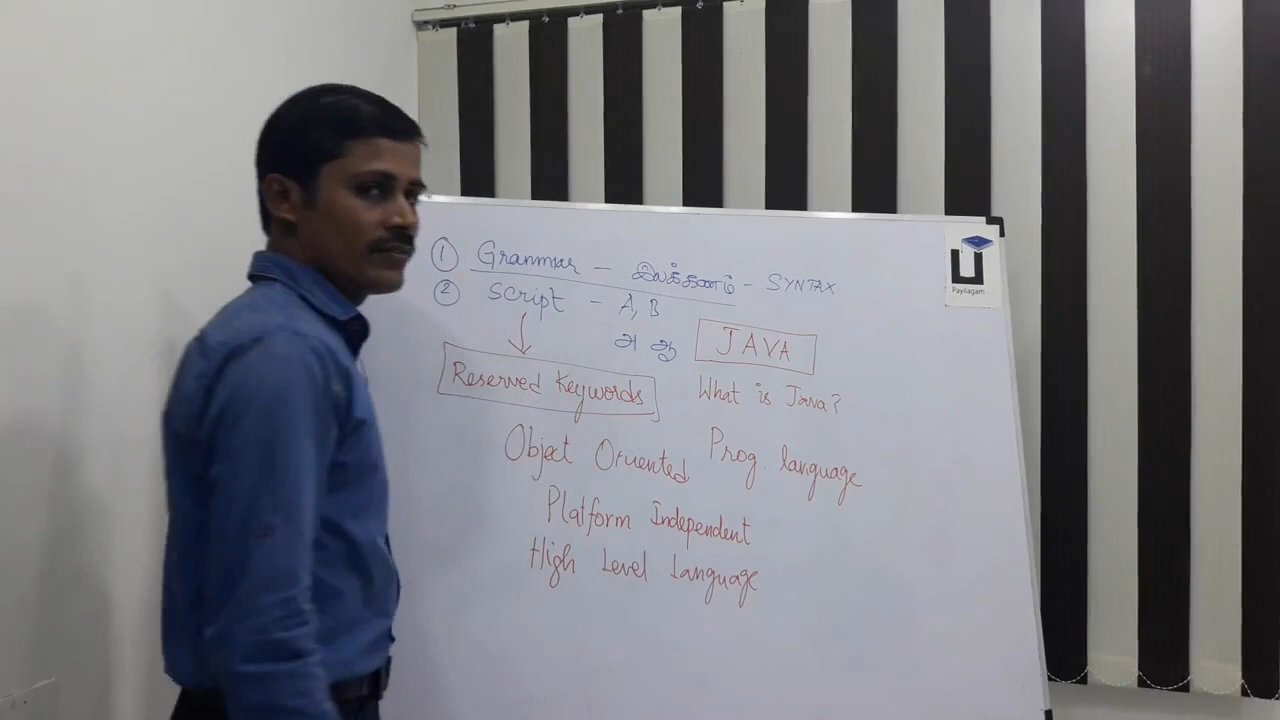 ① Grammar – இலக்கணம் – SYNTAX
② Script – A, B
அ ஆ
Reserved Keywords
JAVA
What is Java?
Object Oriented Prog. language
Platform Independent
High Level Language
Payilagam